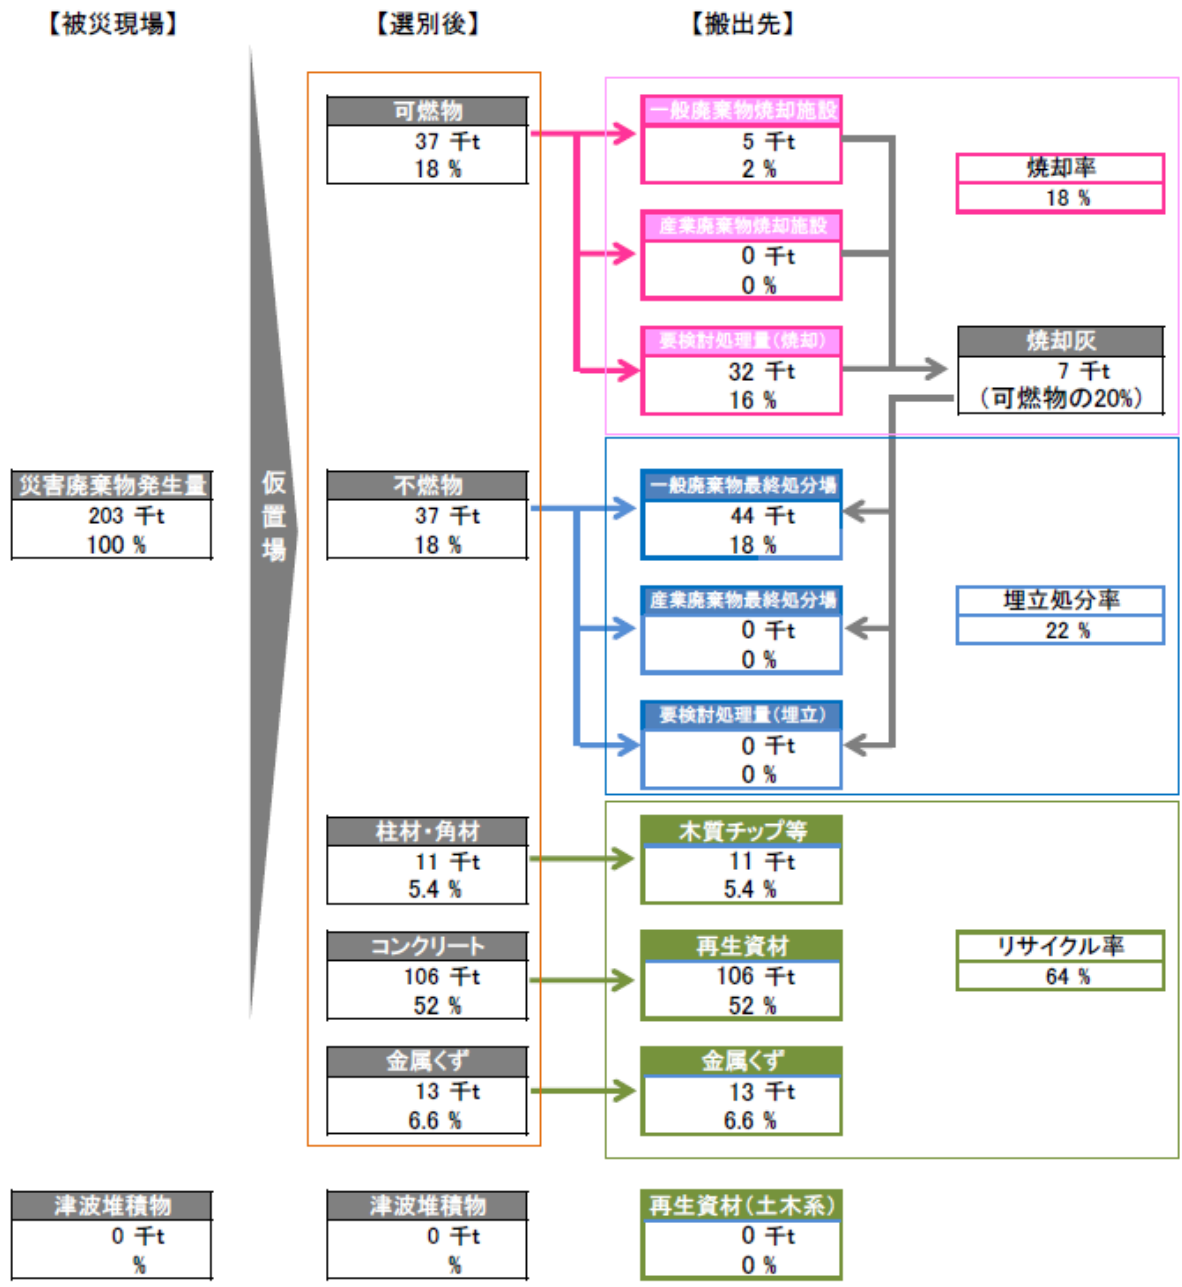 【被災現場】
【選別後】
【搬出先】
可燃物
37 千t
18 %
一般廃棄物焼却施設
5 千t
2 %
焼却率
18 %
産業廃棄物焼却施設
0 千t
0 %
要検討処理量(焼却)
32 千t
16 %
焼却灰
7 千t
(可燃物の20%)
災害廃棄物発生量
203 千t
100 %
仮置場
不燃物
37 千t
18 %
一般廃棄物最終処分場
44 千t
18 %
産業廃棄物最終処分場
0 千t
0 %
埋立処分率
22 %
要検討処理量(埋立)
0 千t
0 %
柱材・角材
11 千t
5.4 %
木質チップ等
11 千t
5.4 %
コンクリート
106 千t
52 %
再生資材
106 千t
52 %
リサイクル率
64 %
金属くず
13 千t
6.6 %
金属くず
13 千t
6.6 %
津波堆積物
0 千t
%
津波堆積物
0 千t
%
再生資材(土木系)
0 千t
0 %